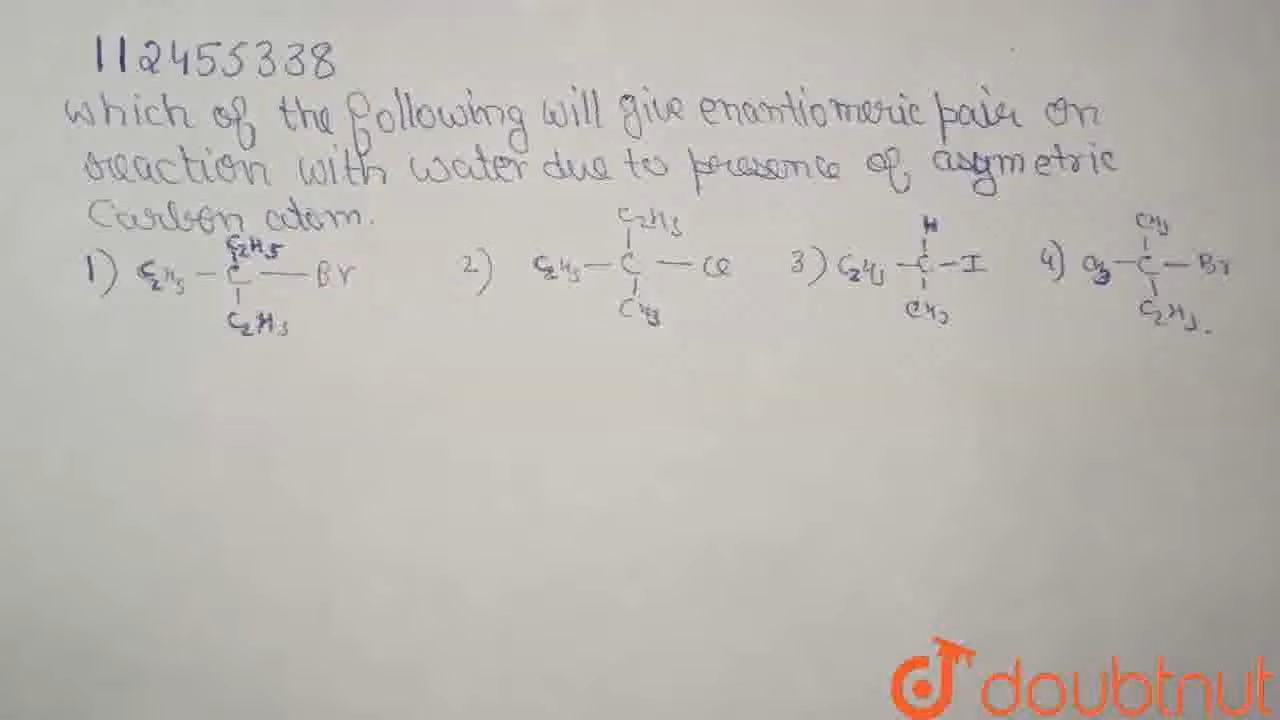 112455338
which of the following will give enantiomeric pair on
reaction with water due to presence of asymetric
Carbon atom.
C2H5 C2H5 H CH3
1) C2H5 - C - Br 2) C2H5 - C - Cl 3) C2H5 - C - I 4) CH3 - C - Br
C2H5 CH3 CH3 C2H5.
doubtnut